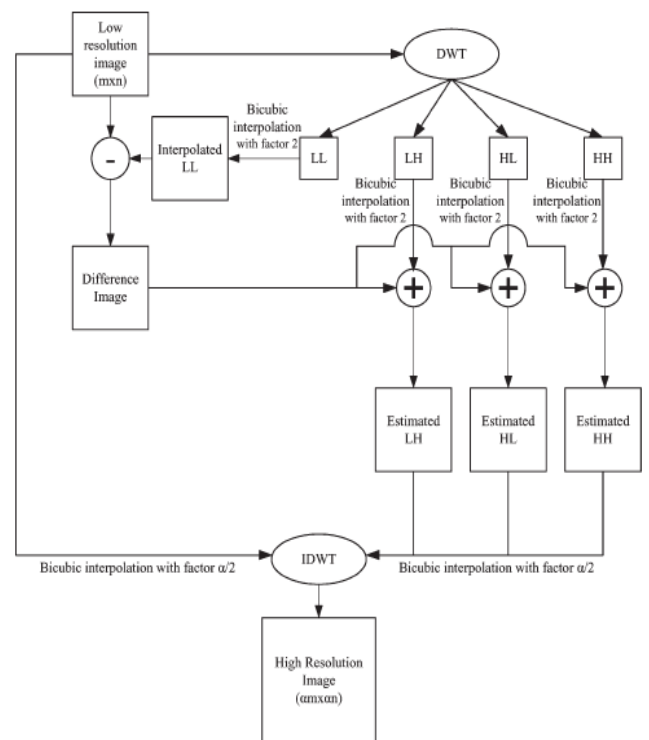 Low
resolution
image
(mxn)
DWT
Bicubic
interpolation
with factor 2
Interpolated
LL
LL
LH
HL
HH
-
Bicubic
interpolation
with factor 2
Bicubic
interpolation
with factor 2
Bicubic
interpolation
with factor 2
Difference
Image
+
+
+
Estimated
LH
Estimated
HL
Estimated
HH
IDWT
Bicubic interpolation with factor α/2
Bicubic interpolation with factor α/2
High Resolution
Image
(αmxαn)